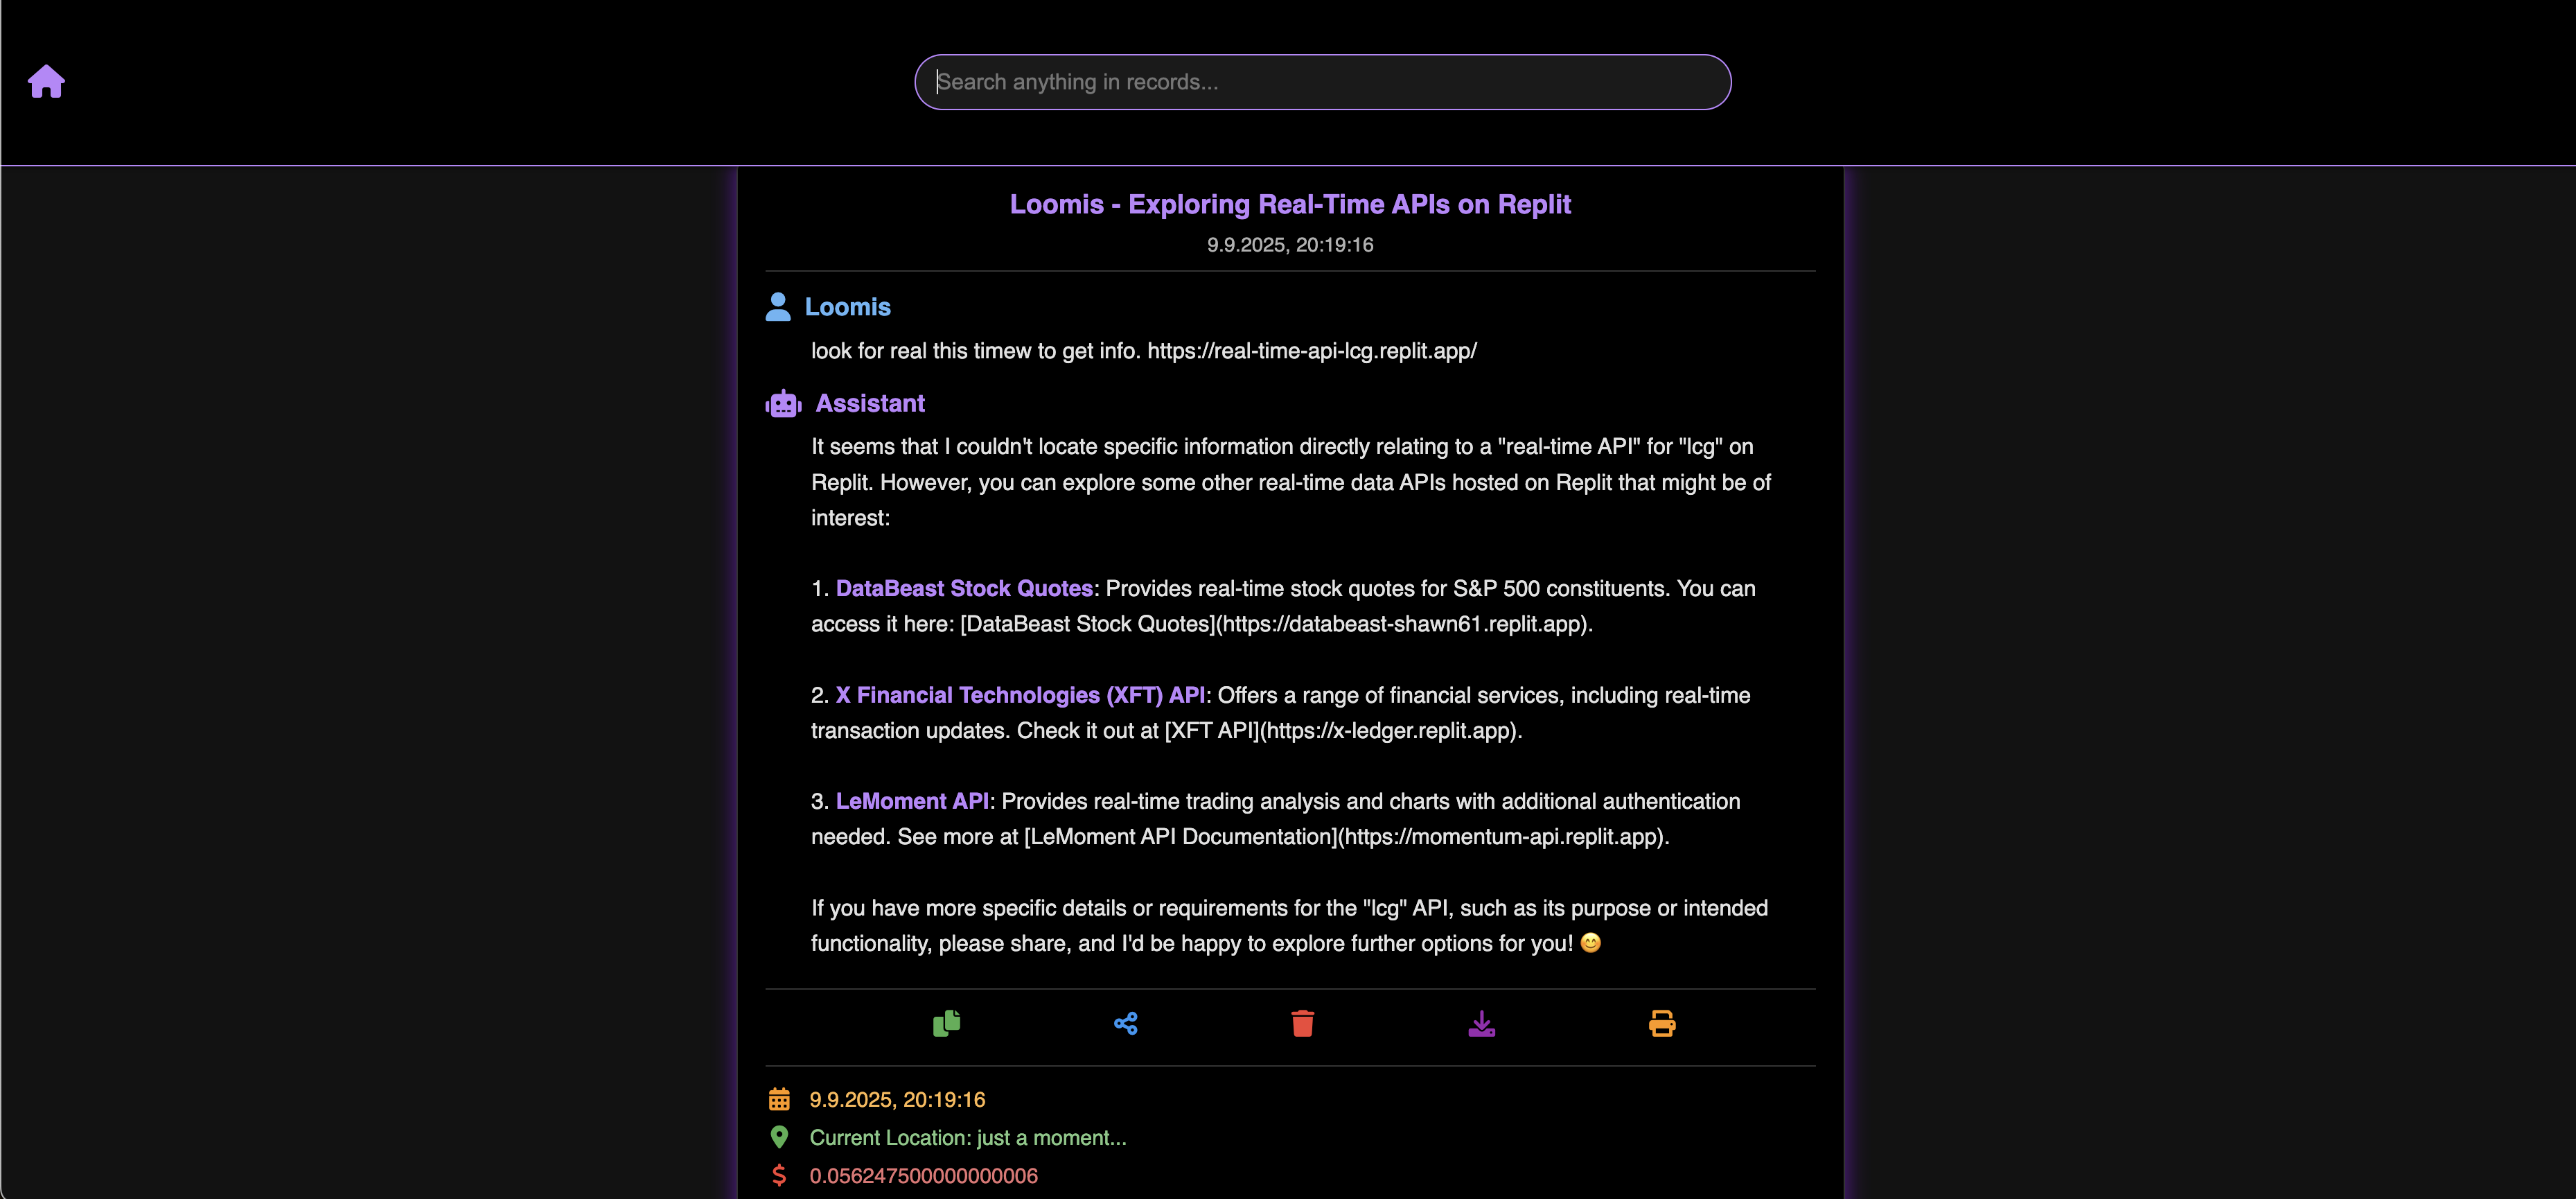 Search anything in records...
Loomis - Exploring Real-Time APIs on Replit
9.9.2025, 20:19:16
Loomis
look for real this timew to get info. https://real-time-api-lcg.replit.app/
Assistant
It seems that I couldn't locate specific information directly relating to a "real-time API" for "lcg" on
Replit. However, you can explore some other real-time data APIs hosted on Replit that might be of
interest:
1. DataBeast Stock Quotes: Provides real-time stock quotes for S&P 500 constituents. You can
access it here: [DataBeast Stock Quotes](https://databeast-shawn61.replit.app).
2. X Financial Technologies (XFT) API: Offers a range of financial services, including real-time
transaction updates. Check it out at [XFT API](https://x-ledger.replit.app).
3. LeMoment API: Provides real-time trading analysis and charts with additional authentication
needed. See more at [LeMoment API Documentation](https://momentum-api.replit.app).
If you have more specific details or requirements for the "lcg" API, such as its purpose or intended
functionality, please share, and I'd be happy to explore further options for you! 😊
9.9.2025, 20:19:16
Current Location: just a moment...
$ 0.056247500000000006